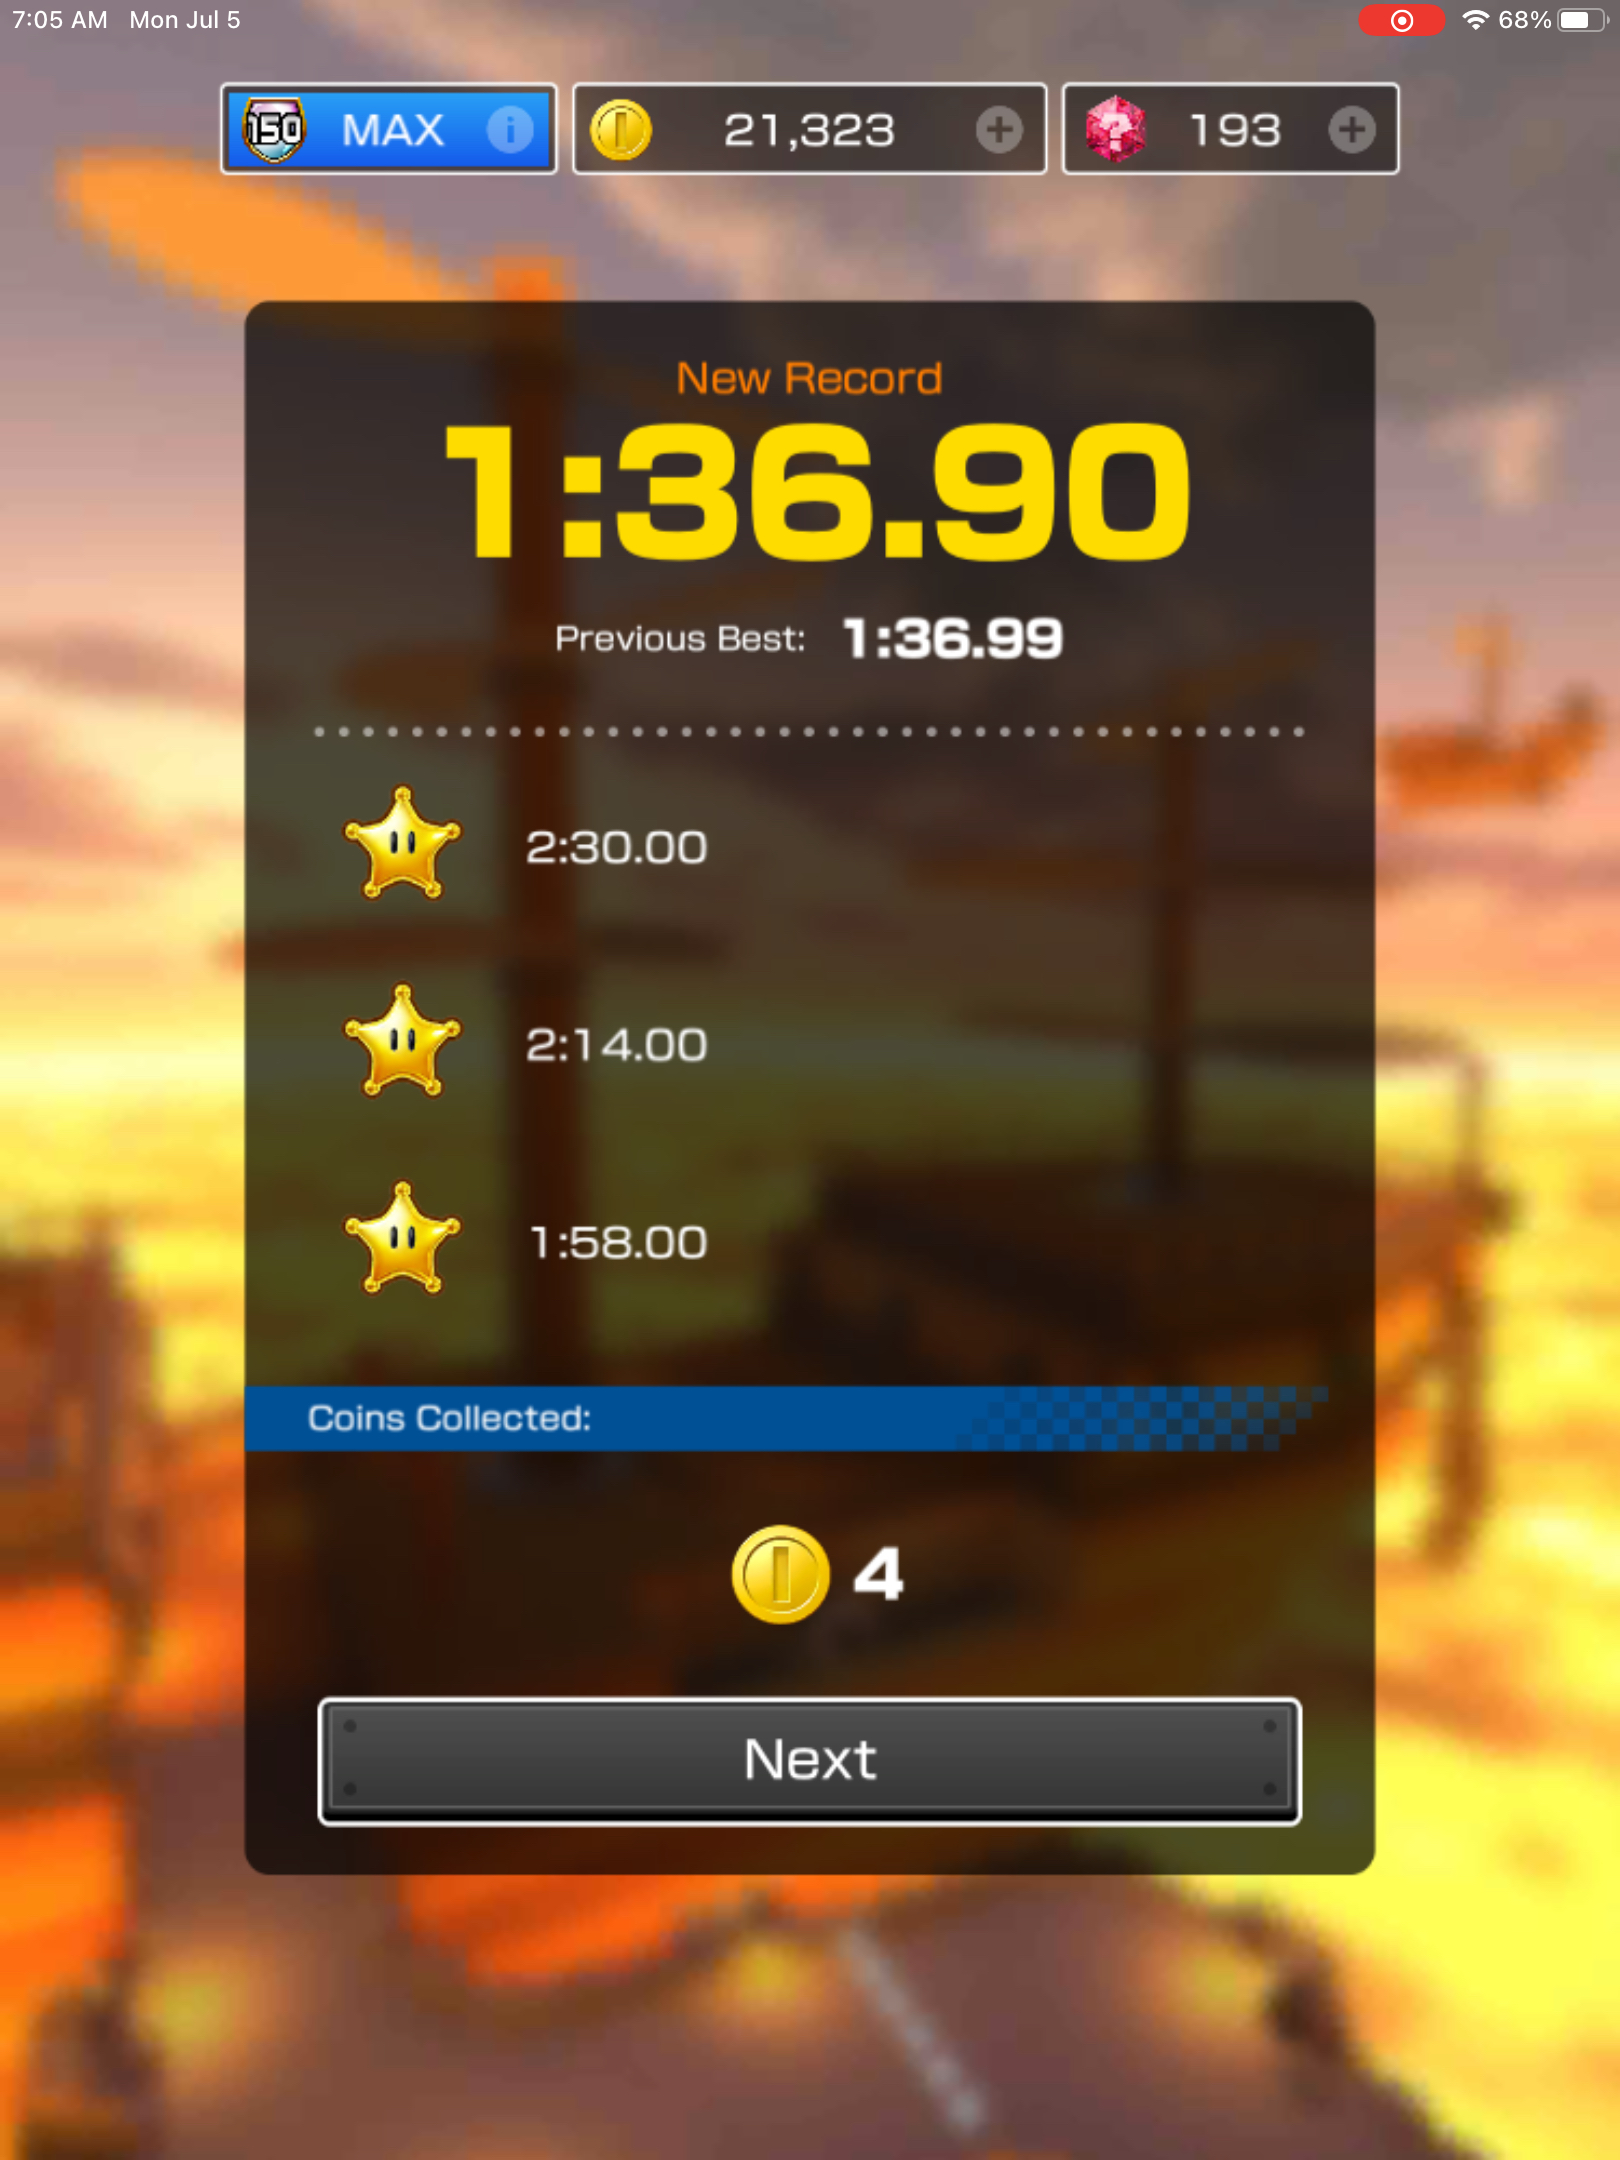 7:05 AM Mon Jul 5 68%
150 MAX i 21,323 + ? 193 +
New Record
1:36.90
Previous Best: 1:36.99
2:30.00
2:14.00
1:58.00
Coins Collected:
4
Next